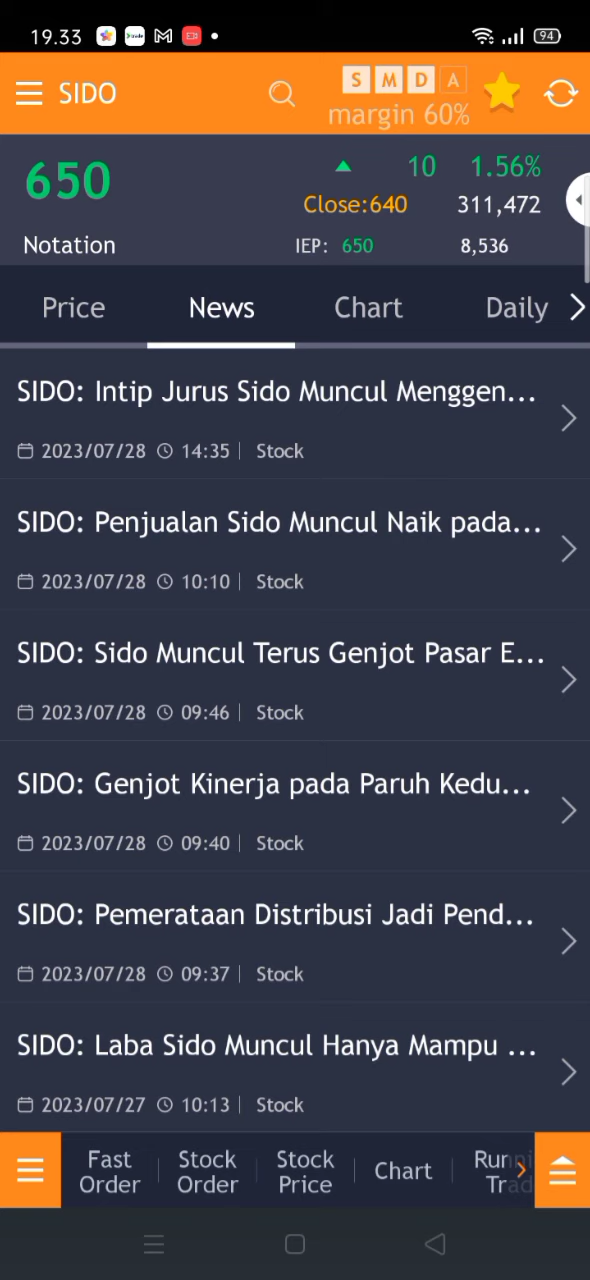 19.33
94
SIDO
S M D A
margin 60%
650
10 1.56%
Close:640 311,472
Notation
IEP: 650 8,536
Price News Chart Daily
SIDO: Intip Jurus Sido Muncul Menggen...
2023/07/28 14:35 Stock
SIDO: Penjualan Sido Muncul Naik pada...
2023/07/28 10:10 Stock
SIDO: Sido Muncul Terus Genjot Pasar E...
2023/07/28 09:46 Stock
SIDO: Genjot Kinerja pada Paruh Kedu...
2023/07/28 09:40 Stock
SIDO: Pemerataan Distribusi Jadi Pend...
2023/07/28 09:37 Stock
SIDO: Laba Sido Muncul Hanya Mampu ...
2023/07/27 10:13 Stock
Fast Order
Stock Order
Stock Price
Chart